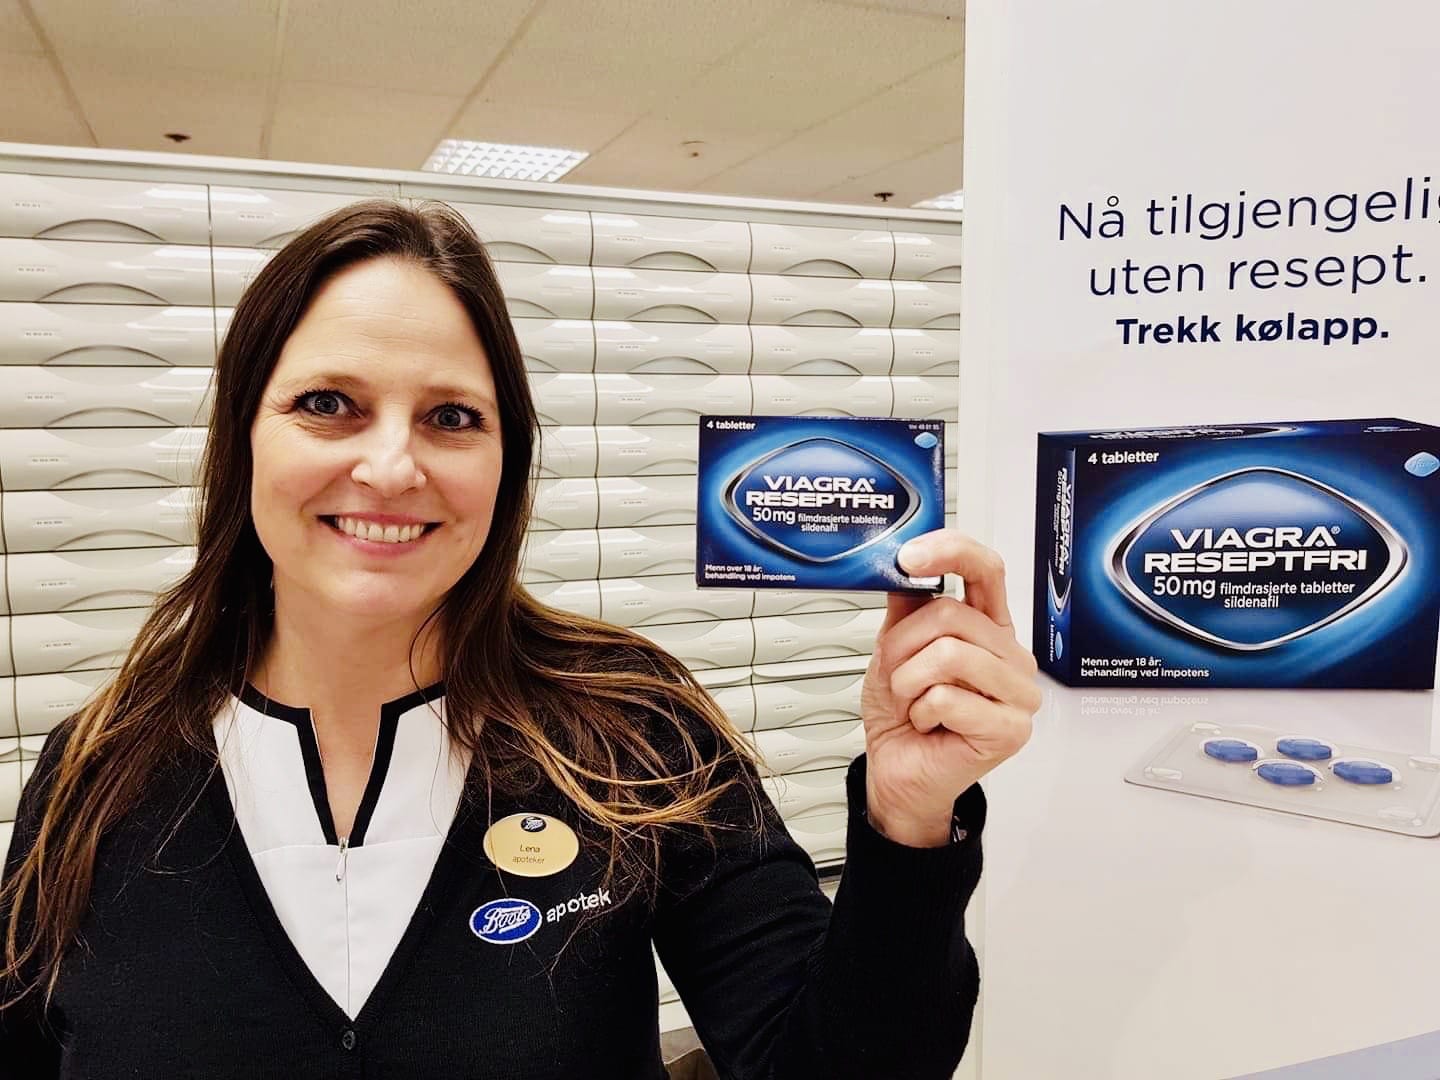 Nå tilgjengelig
uten resept.
Trekk kølapp.
4 tabletter
VIAGRA®
RESEPTFRI
50mg filmdrasjerte tabletter
sildenafil
Menn over 18 år:
behandling ved impotens
4 tabletter
VIAGRA®
RESEPTFRI
50mg filmdrasjerte tabletter
sildenafil
Menn over 18 år:
behandling ved impotens
Lena
apoteker
Boots apotek